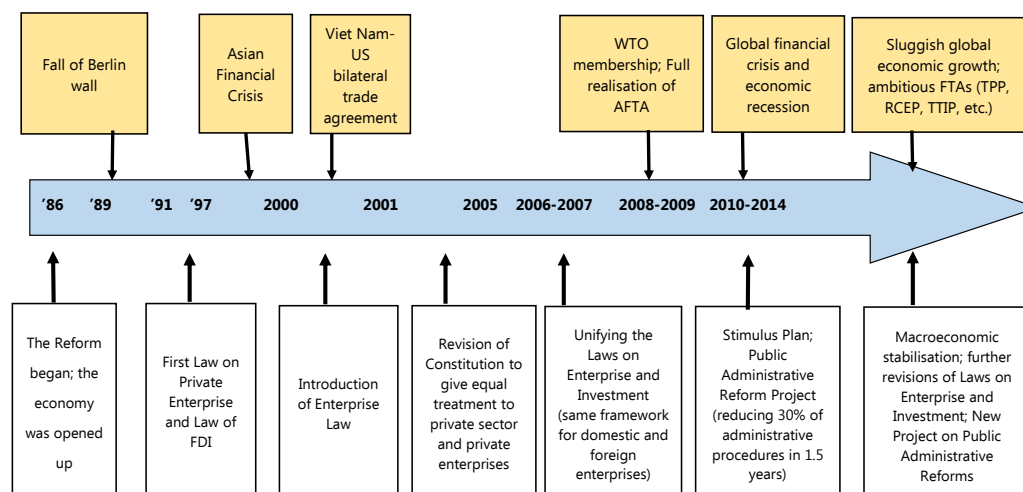 Fall of Berlin
wall
Asian
Financial
Crisis
Viet Nam-
US
bilateral
trade
agreement
WTO
membership; Full
realisation of
AFTA
Global financial
crisis and
economic
recession
Sluggish global
economic growth;
ambitious FTAs (TPP,
RCEP, TTIP, etc.)
'86 '89 '91 '97 2000 2001 2005 2006-2007 2008-2009 2010-2014
The Reform
began; the
economy
was opened
up
First Law on
Private
Enterprise
and Law of
FDI
Introduction
of Enterprise
Law
Revision of
Constitution to
give equal
treatment to
private sector
and private
enterprises
Unifying the
Laws on
Enterprise and
Investment
(same framework
for domestic and
foreign
enterprises)
Stimulus Plan;
Public
Administrative
Reform Project
(reducing 30% of
administrative
procedures in 1.5
years)
Macroeconomic
stabilisation; further
revisions of Laws on
Enterprise and
Investment; New
Project on Public
Administrative
Reforms